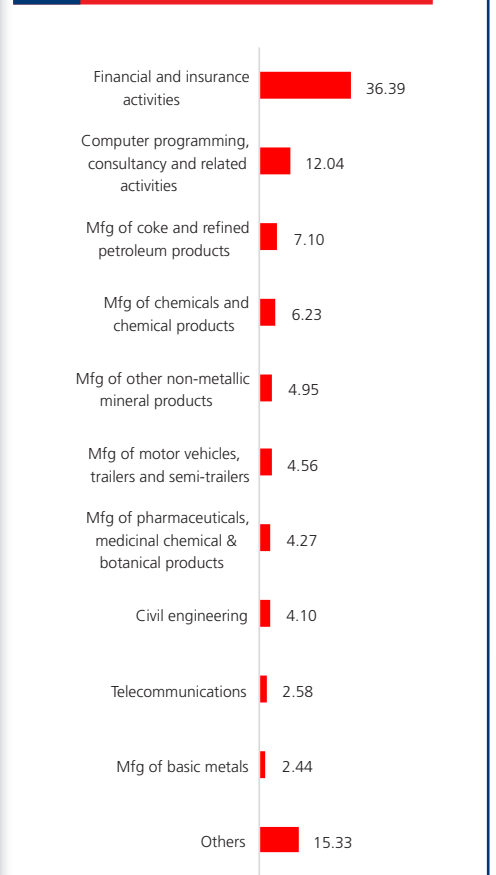 Financial and insurance
activities
36.39
Computer programming,
consultancy and related
activities
12.04
Mfg of coke and refined
petroleum products
7.10
Mfg of chemicals and
chemical products
6.23
Mfg of other non-metallic
mineral products
4.95
Mfg of motor vehicles,
trailers and semi-trailers
4.56
Mfg of pharmaceuticals,
medicinal chemical &
botanical products
4.27
Civil engineering
4.10
Telecommunications
2.58
Mfg of basic metals
2.44
Others
15.33